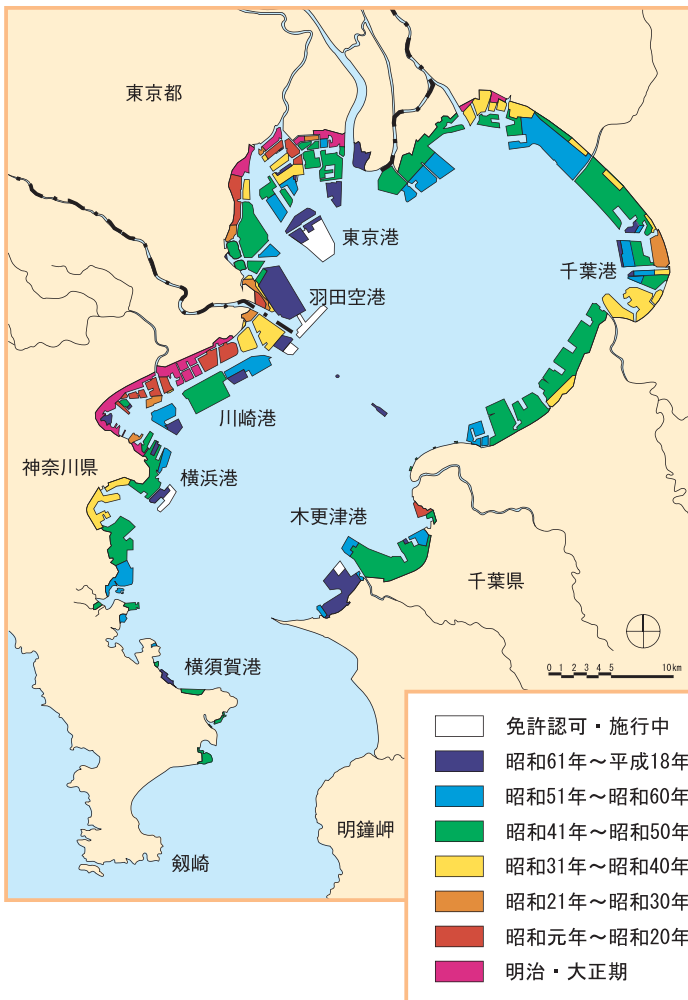 東京都
東京港
千葉港
羽田空港
川崎港
神奈川県
横浜港
木更津港
千葉県
横須賀港
0 1 2 3 4 5 10km
明鐘岬
剱崎
免許認可・施行中
昭和61年～平成18年
昭和51年～昭和60年
昭和41年～昭和50年
昭和31年～昭和40年
昭和21年～昭和30年
昭和元年～昭和20年
明治・大正期